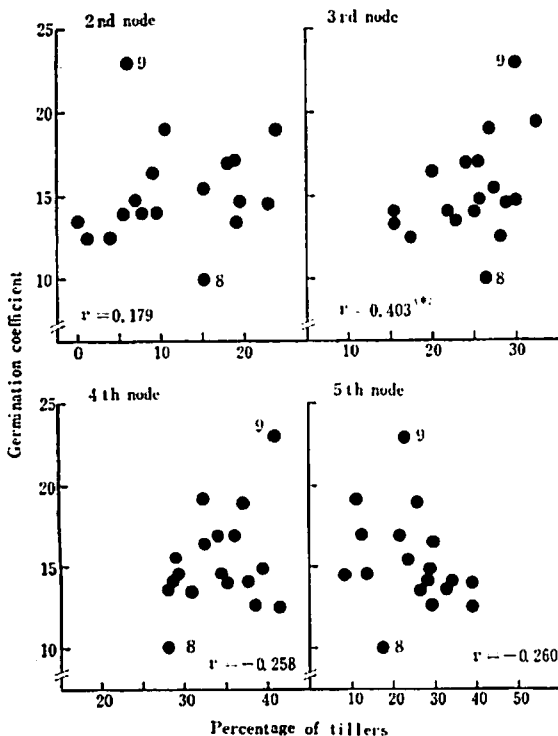 2nd node
3rd node
25
20
15
10
9
8
r = 0.179
9
8
r = 0.403
0 10 20
10 20 30
Germination coefficient
4th node
5th node
25
20
15
10
9
8
r = -0.258
9
8
r = -0.260
20 30 40
10 20 30 40 50
Percentage of tillers